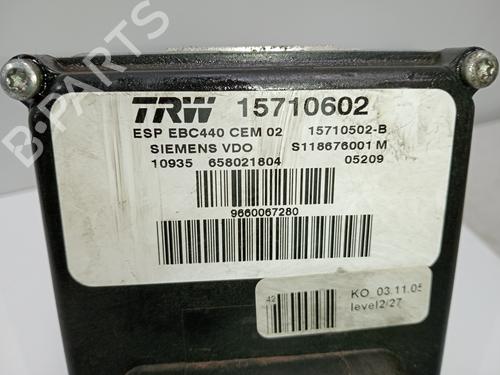 TRW 15710602
ESP EBC440 CEM 02 15710502-B
SIEMENS VDO S118676001 M
10935 658021804 05209
9660067280
42
KO 03.11.05
level2/27
B-PARTS